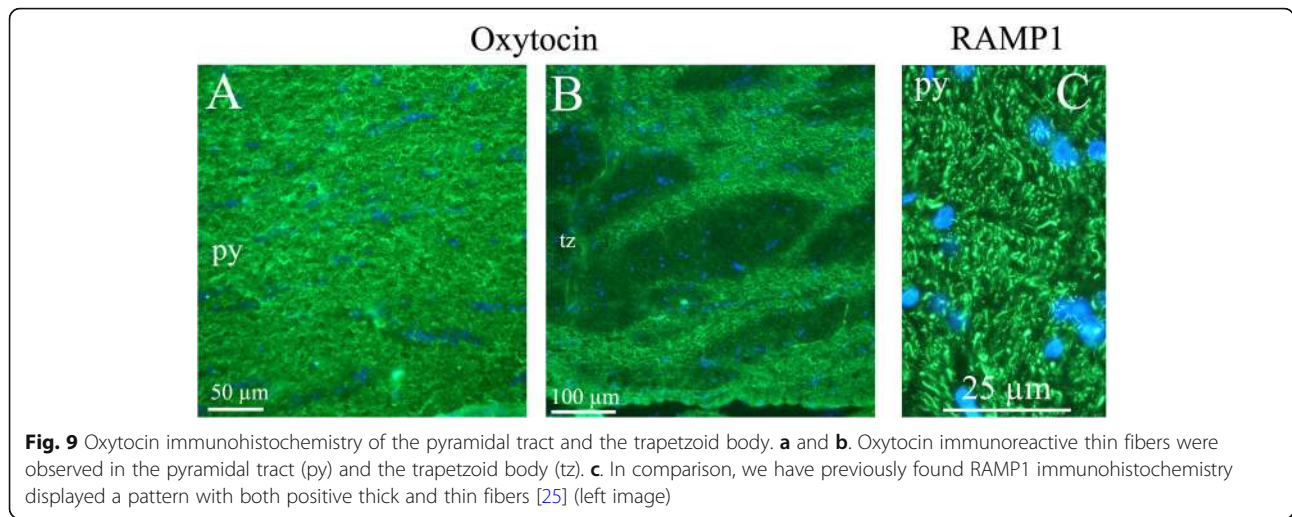 Oxytocin RAMP1
A B py C
py tz
50 µm 100 µm 25 µm
Fig. 9 Oxytocin immunohistochemistry of the pyramidal tract and the trapetzoid body. a and b. Oxytocin immunoreactive thin fibers were
observed in the pyramidal tract (py) and the trapetzoid body (tz). c. In comparison, we have previously found RAMP1 immunohistochemistry
displayed a pattern with both positive thick and thin fibers [25] (left image)